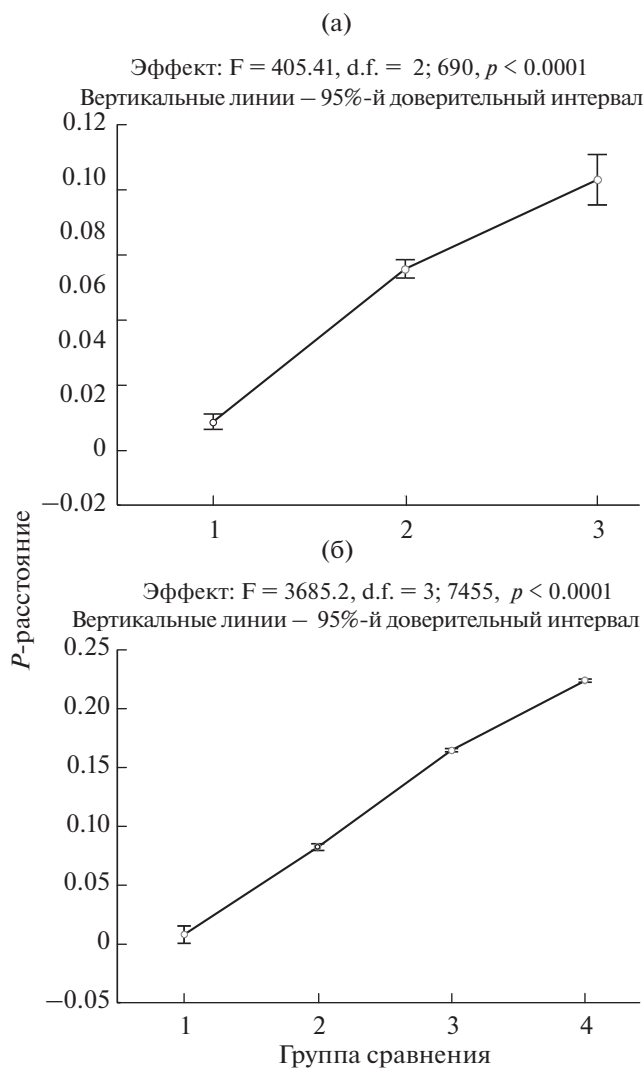 (а)
Эффект: F = 405.41, d.f. = 2; 690, p < 0.0001
Вертикальные линии – 95%-й доверительный интервал
0.12
0.10
0.08
0.06
0.04
0.02
0
–0.02
1 2 3
(б)
Эффект: F = 3685.2, d.f. = 3; 7455, p < 0.0001
Вертикальные линии – 95%-й доверительный интервал
P-расстояние
0.25
0.20
0.15
0.10
0.05
0
–0.05
1 2 3 4
Группа сравнения